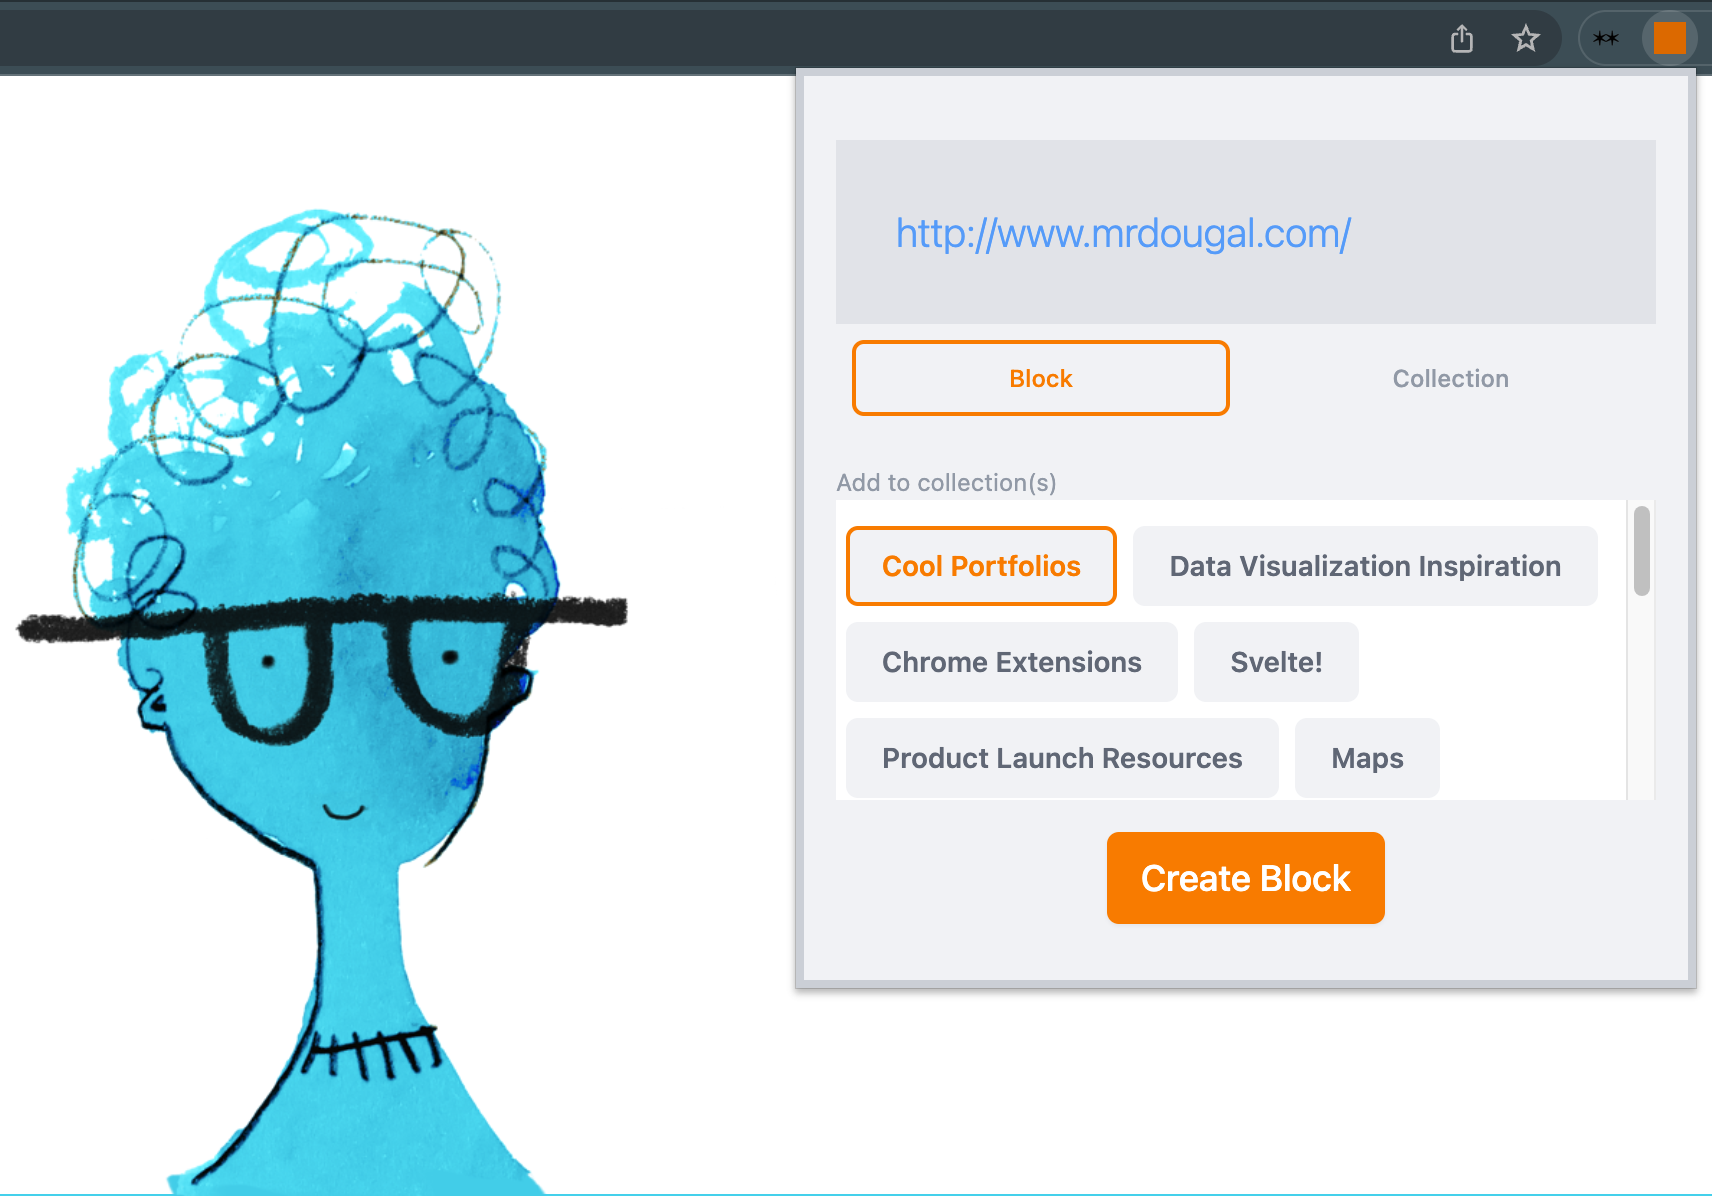 http://www.mrdougal.com/
Block
Collection
Add to collection(s)
Cool Portfolios
Data Visualization Inspiration
Chrome Extensions
Svelte!
Product Launch Resources
Maps
Create Block